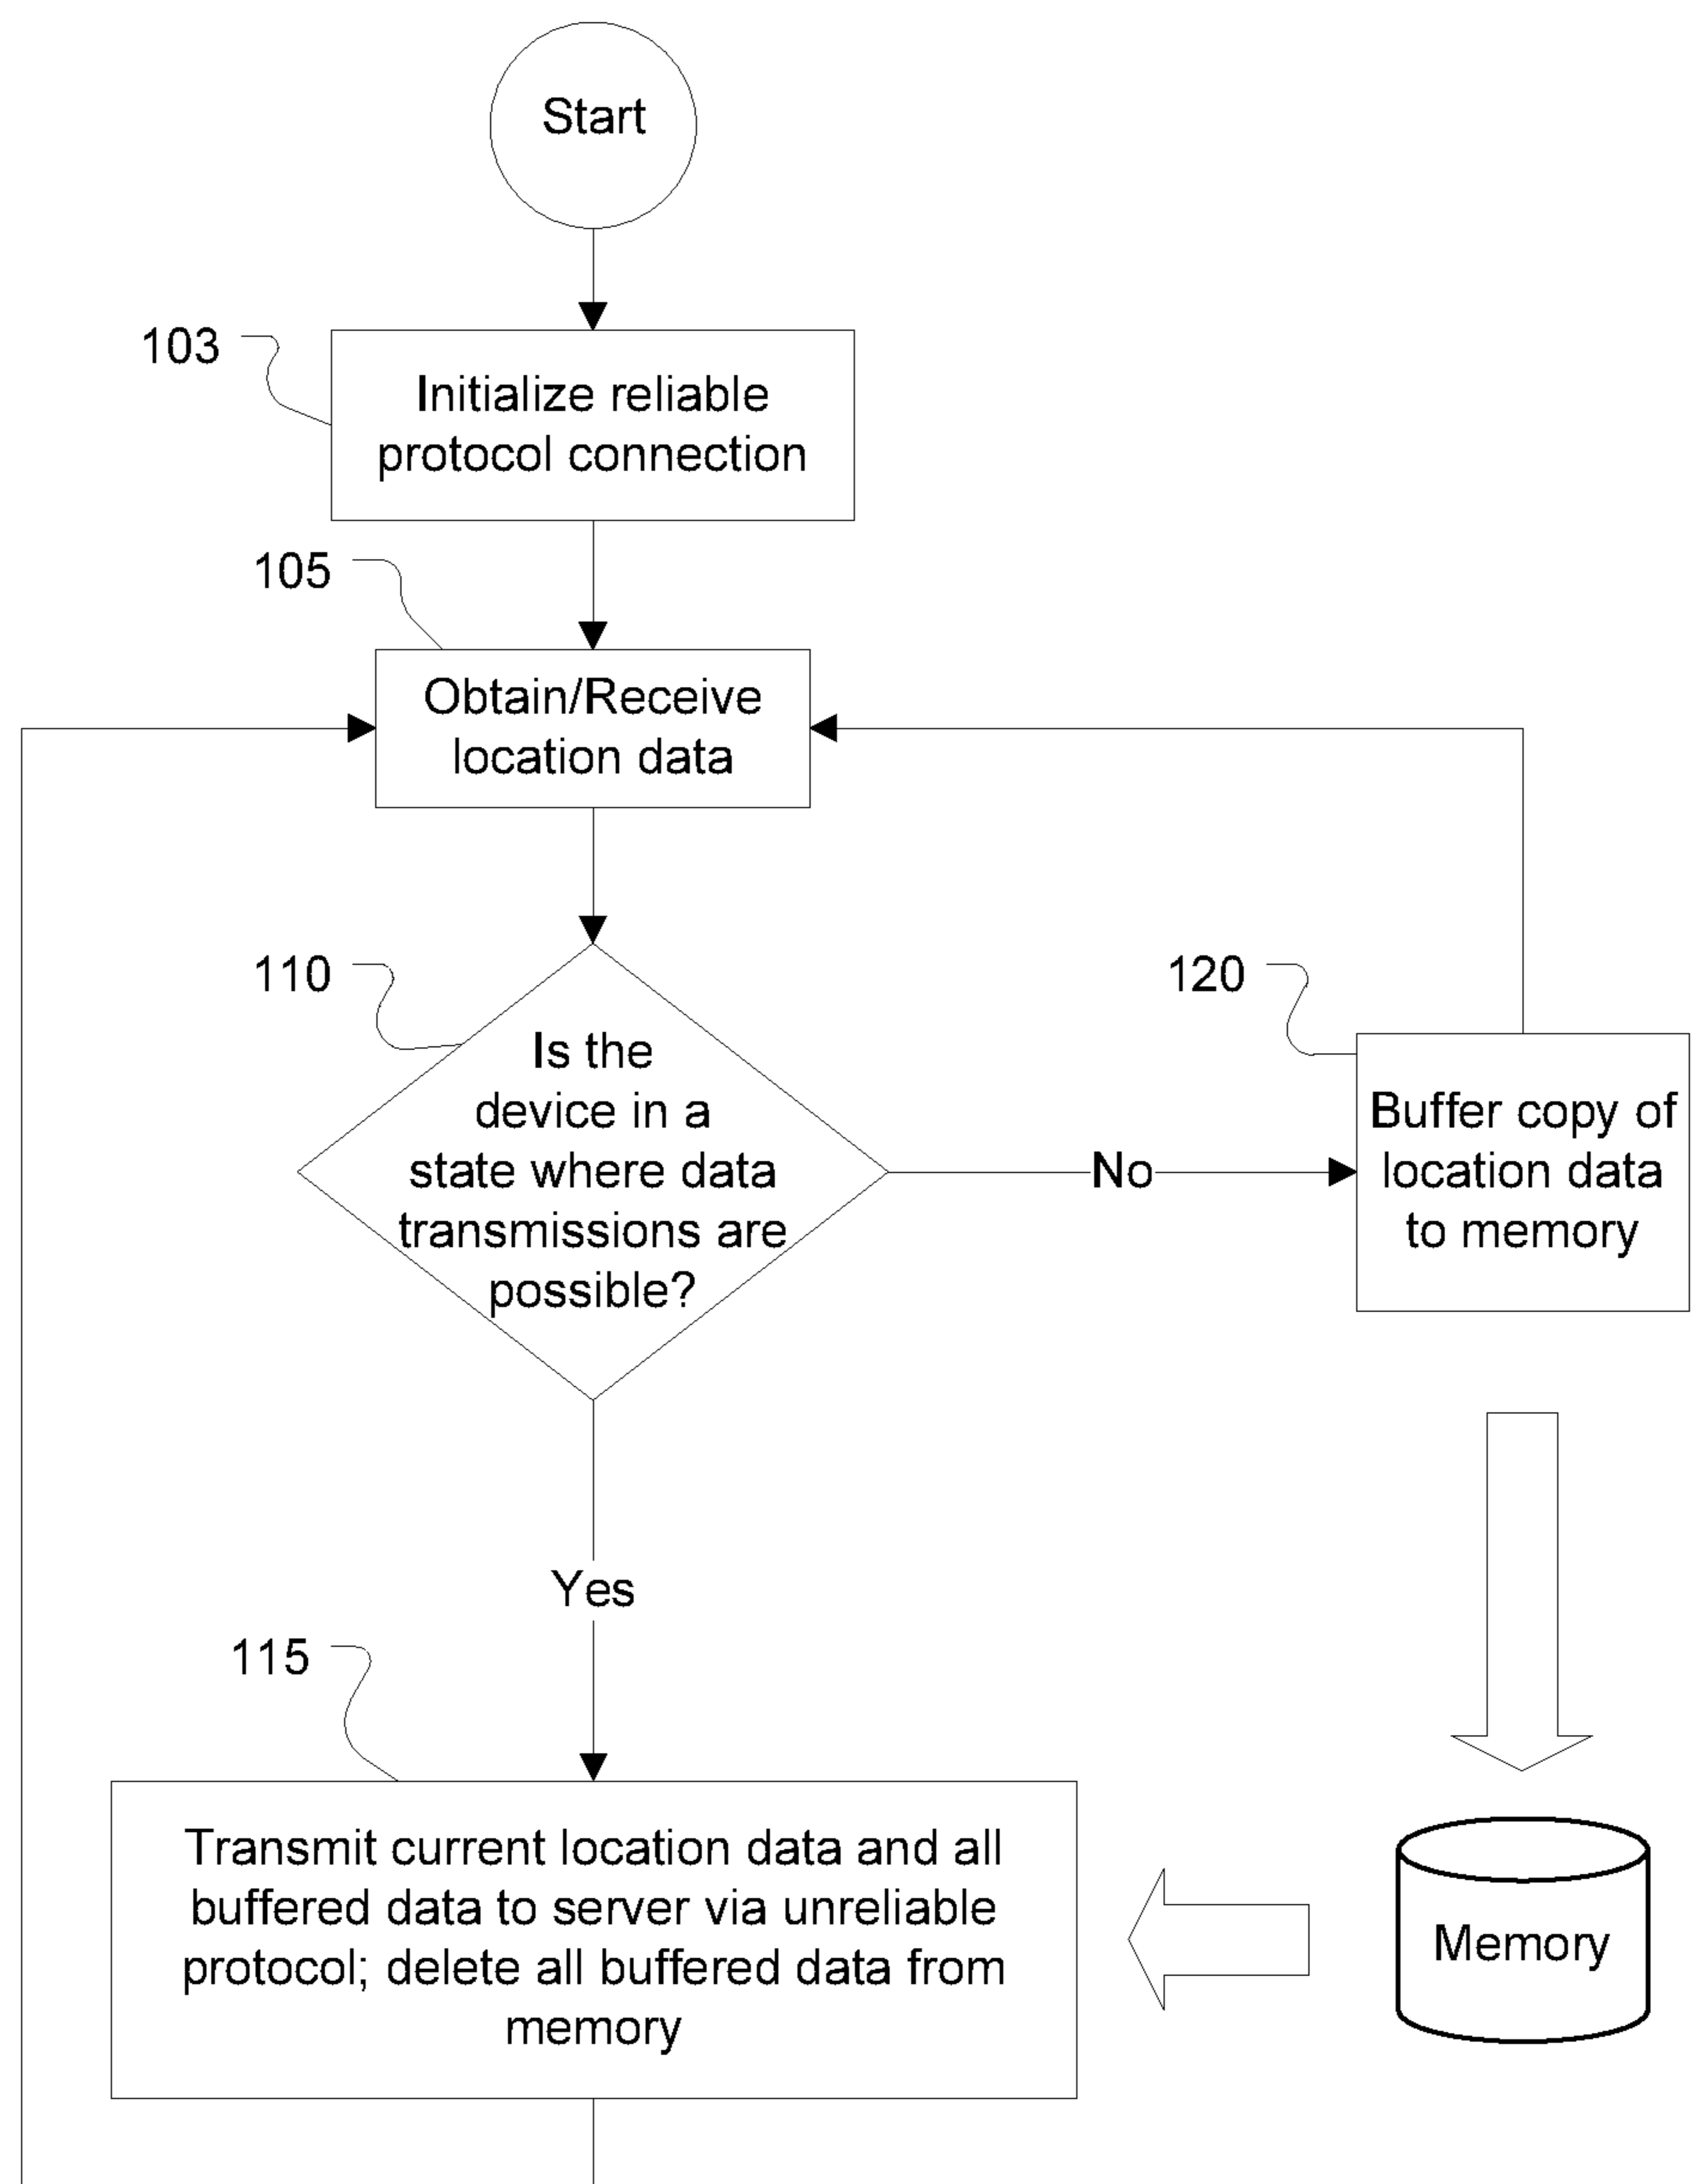 Start
103
Initialize reliable
protocol connection
105
Obtain/Receive
location data
110
Is the
device in a
state where data
transmissions are
possible?
No
120
Buffer copy of
location data
to memory
Yes
115
Transmit current location data and all
buffered data to server via unreliable
protocol; delete all buffered data from
memory
Memory